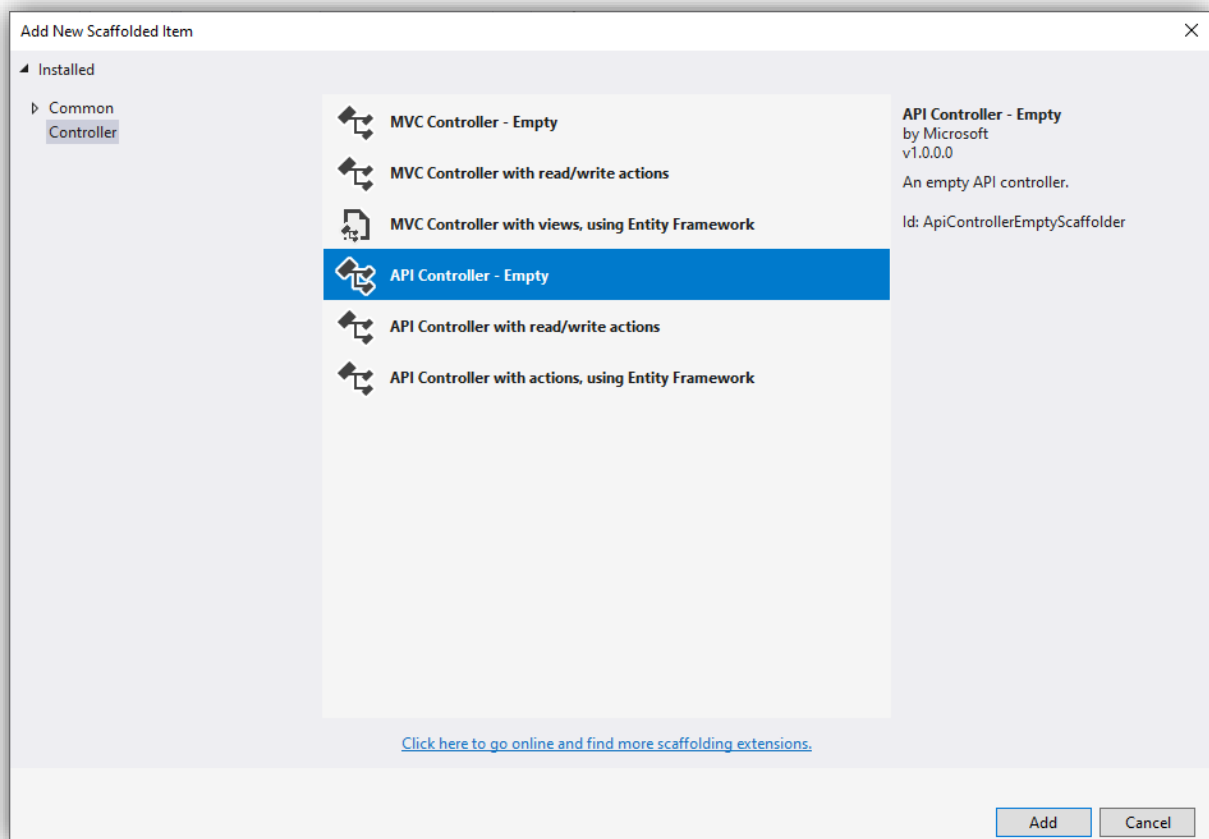 Add New Scaffolded Item
Installed
Common
Controller
MVC Controller - Empty
MVC Controller with read/write actions
MVC Controller with views, using Entity Framework
API Controller - Empty
API Controller with read/write actions
API Controller with actions, using Entity Framework
API Controller - Empty
by Microsoft
v1.0.0.0
An empty API controller.
Id: ApiControllerEmptyScaffolder
Click here to go online and find more scaffolding extensions.
Add
Cancel